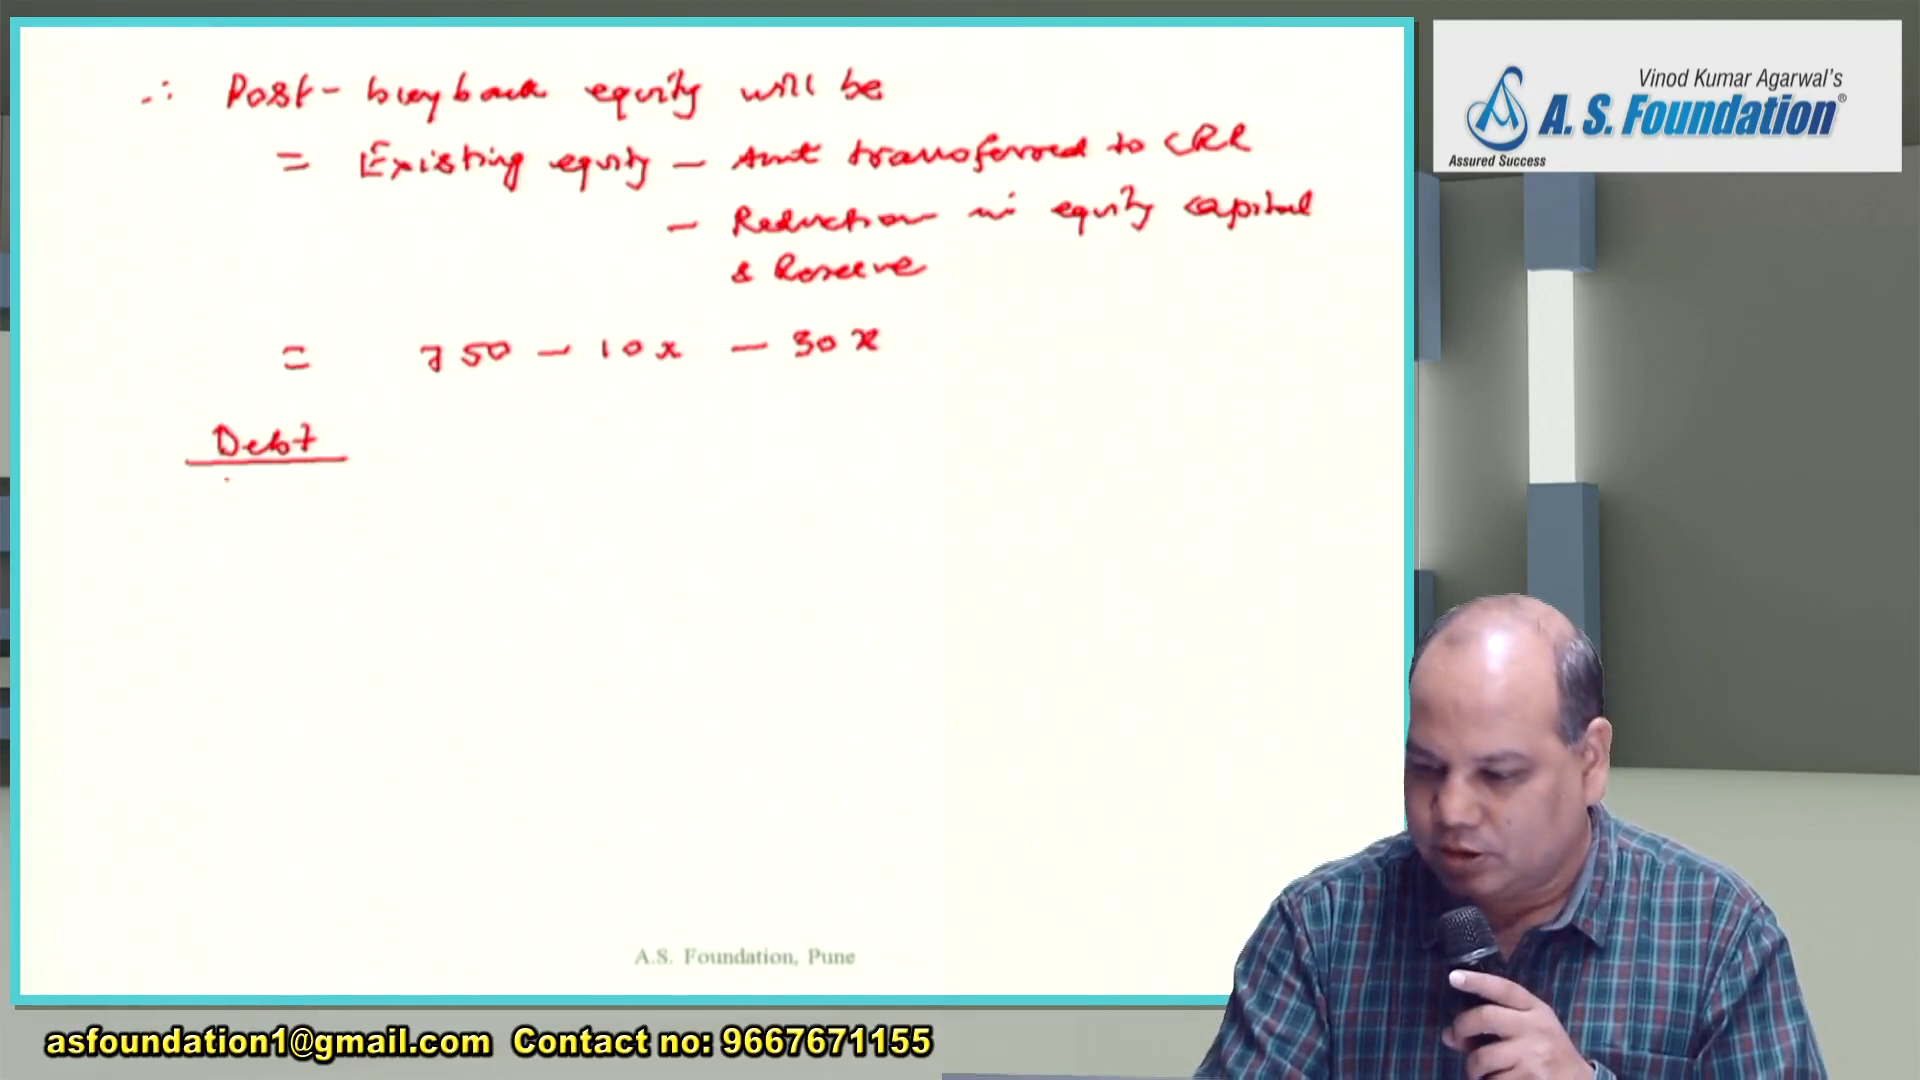 ∴ Post-buyback equity will be
= Existing equity - Amt transferred to CRR
- Reduction in equity capital
& Reserve
= 750 - 10x - 30x
Debt
A.S. Foundation, Pune
Vinod Kumar Agarwal's
A. S. Foundation®
Assured Success
asfoundation1@gmail.com Contact no: 9667671155